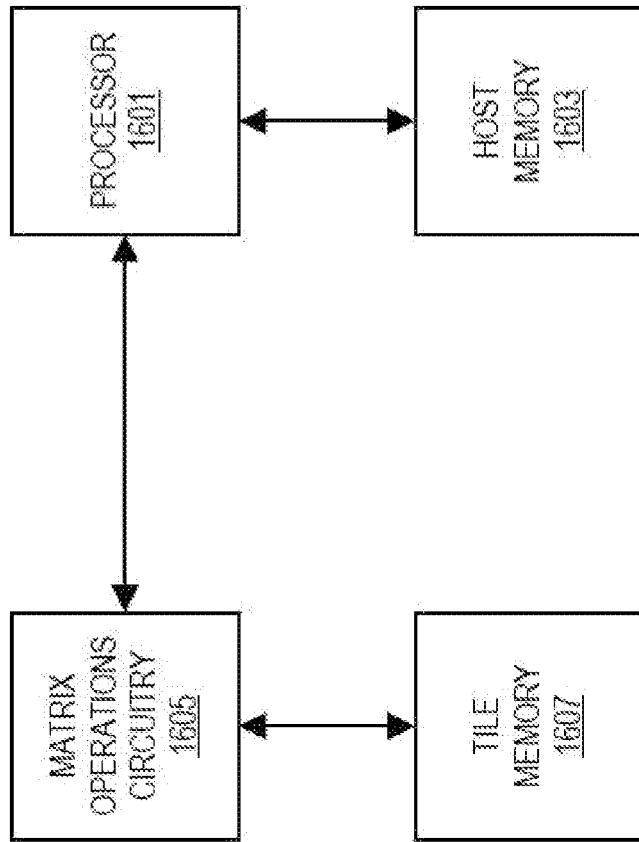 PROCESSOR
1601
HOST
MEMORY
1603
MATRIX
OPERATIONS
CIRCUITRY
1605
TILE
MEMORY
1607